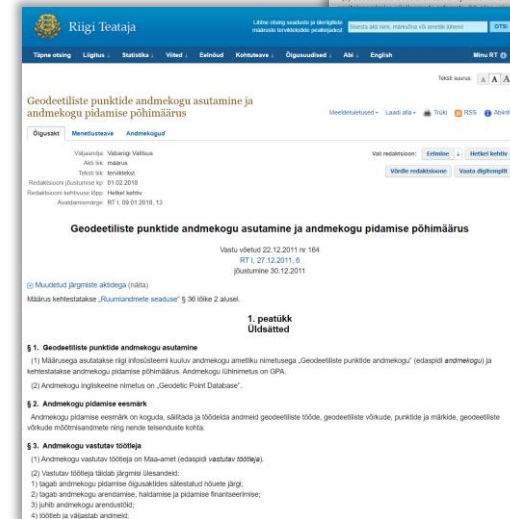 Riigi Teataja
Täpne otsing Liigitus Statistika Viited Eelnõud Kohtuteave Õigusuudised Abi English Minu RT
Teksti suurus: A A A
Geodeetiliste punktide andmekogu asutamine ja
andmekogu pidamise põhimäärus
Meeldetuletused Laadi alla Trüki RSS Abiinfo
Õigusakt Menetlusteave Andmekogud
Väljaandja: Vabariigi Valitsus
Akti liik: määrus
Teksti liik: terviktekst
Redaktsiooni jõustumise kp: 01.02.2018
Redaktsiooni kehtivuse lõpp: Hetkel kehtiv
Avaldamismärge: RT I, 09.01.2018, 13
Vali redaktsioon: Eelmine Hetkel kehtiv
Võrdle redaktsioone Vaata digitemplit
Geodeetiliste punktide andmekogu asutamine ja andmekogu pidamise põhimäärus
Vastu võetud 22.12.2011 nr 164
RT I, 27.12.2011, 6
jõustumine 30.12.2011
Muudetud järgmiste aktidega (näita)
Määrus kehtestatakse „Ruumiandmete seaduse“ § 36 lõike 2 alusel.
1. peatükk
Üldsätted
§ 1. Geodeetiliste punktide andmekogu asutamine
(1) Määrusega asutatakse riigi infosüsteemi kuuluv andmekogu ametliku nimetusega „Geodeetiliste punktide andmekogu“ (edaspidi andmekogu) ja
kehtestatakse andmekogu pidamise põhimäärus. Andmekogu lühinimetus on GPA.
(2) Andmekogu ingliskeelne nimetus on „Geodetic Point Database“.
§ 2. Andmekogu pidamise eesmärk
Andmekogu pidamise eesmärk on koguda, säilitada ja töödelda andmeid geodeetiliste tööde, geodeetiliste võrkude, punktide ja märkide, geodeetiliste
võrkude mõõtmisandmete ning nende teisenduste kohta.
§ 3. Andmekogu vastutav töötleja
(1) Andmekogu vastutav töötleja on Maa-amet (edaspidi vastutav töötleja).
(2) Vastutav töötleja täidab järgmisi ülesandeid:
1) tagab andmekogu pidamise õigusaktides sätestatud nõuete järgi;
2) tagab andmekogu arendamise, haldamise ja pidamise finantseerimise;
3) juhib andmekogu arendustöid;
4) töötleb ja väljastab andmeid;